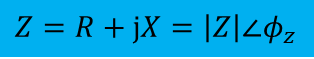 Z = R + jX = |Z|∠ϕ_z